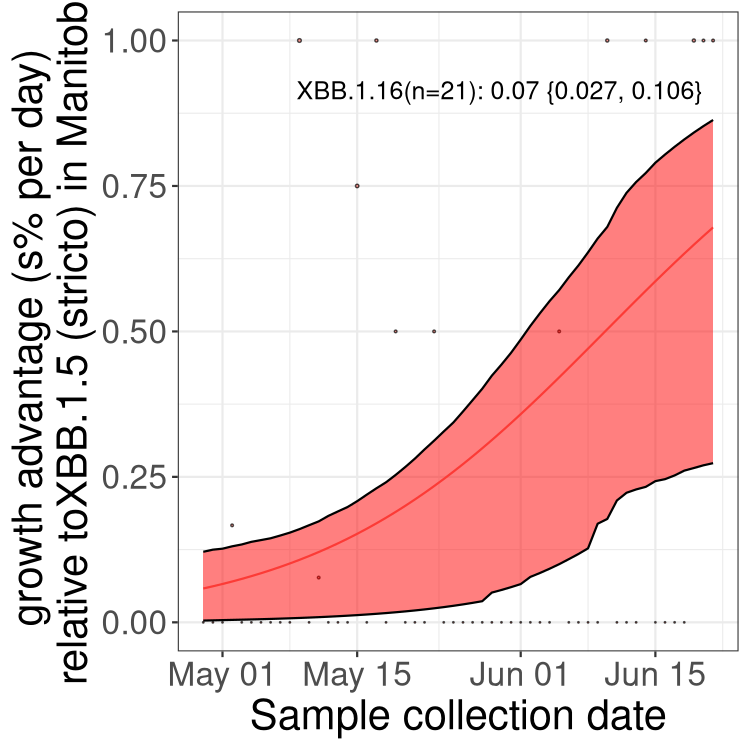 growth advantage (s% per day)
relative toXBB.1.5 (stricto) in Manitob
1.00
0.75
0.50
0.25
0.00
XBB.1.16(n=21): 0.07 {0.027, 0.106}
May 01
May 15
Jun 01
Jun 15
Sample collection date